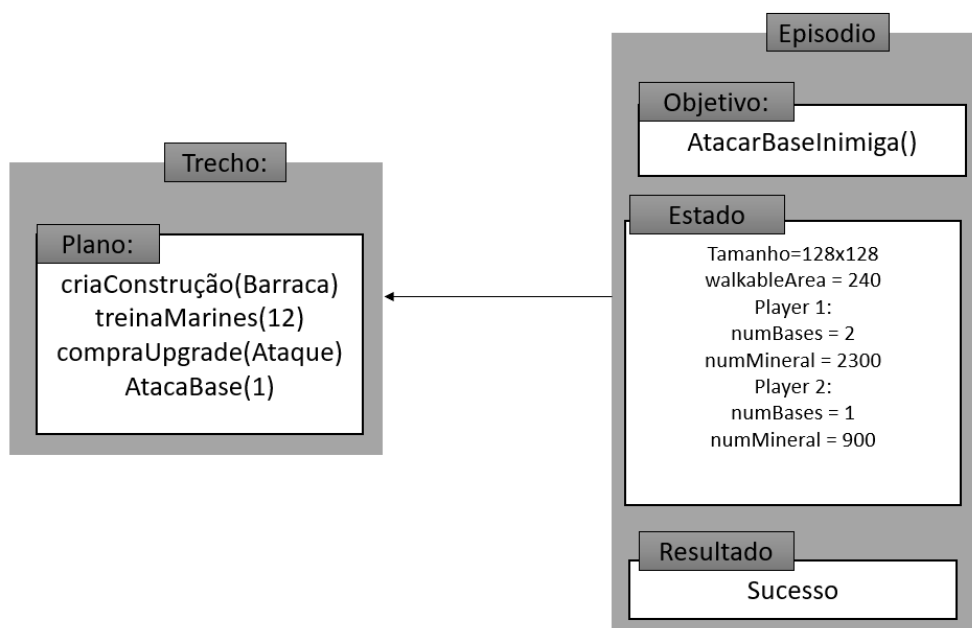 Trecho:
Plano:
criaConstrução(Barraca)
treinaMarines(12)
compraUpgrade(Ataque)
AtacaBase(1)
Episodio
Objetivo:
AtacarBaseInimiga()
Estado
Tamanho=128x128
walkableArea = 240
Player 1:
numBases = 2
numMineral = 2300
Player 2:
numBases = 1
numMineral = 900
Resultado
Sucesso